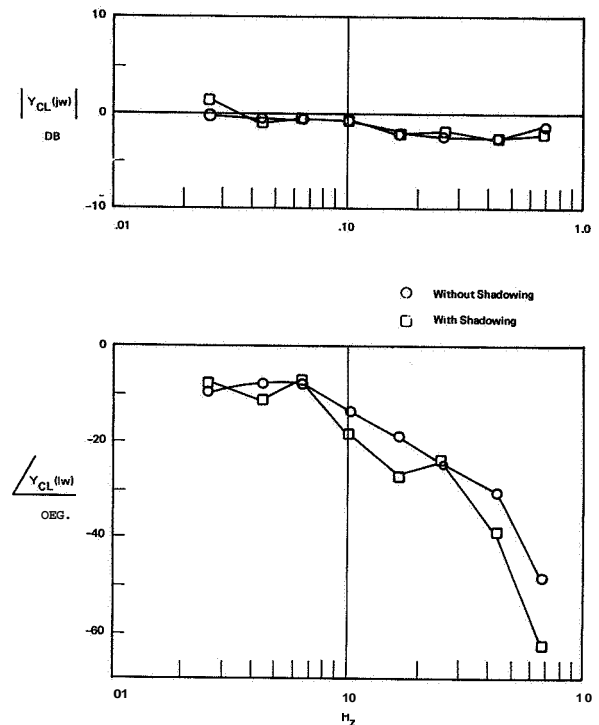 10
|Y_CL(jw)|
0
DB
-10
.01
.10
1.0
Without Shadowing
With Shadowing
0
-20
Y_CL(lw)
OEG.
-40
-60
01
10
1 0
Hz